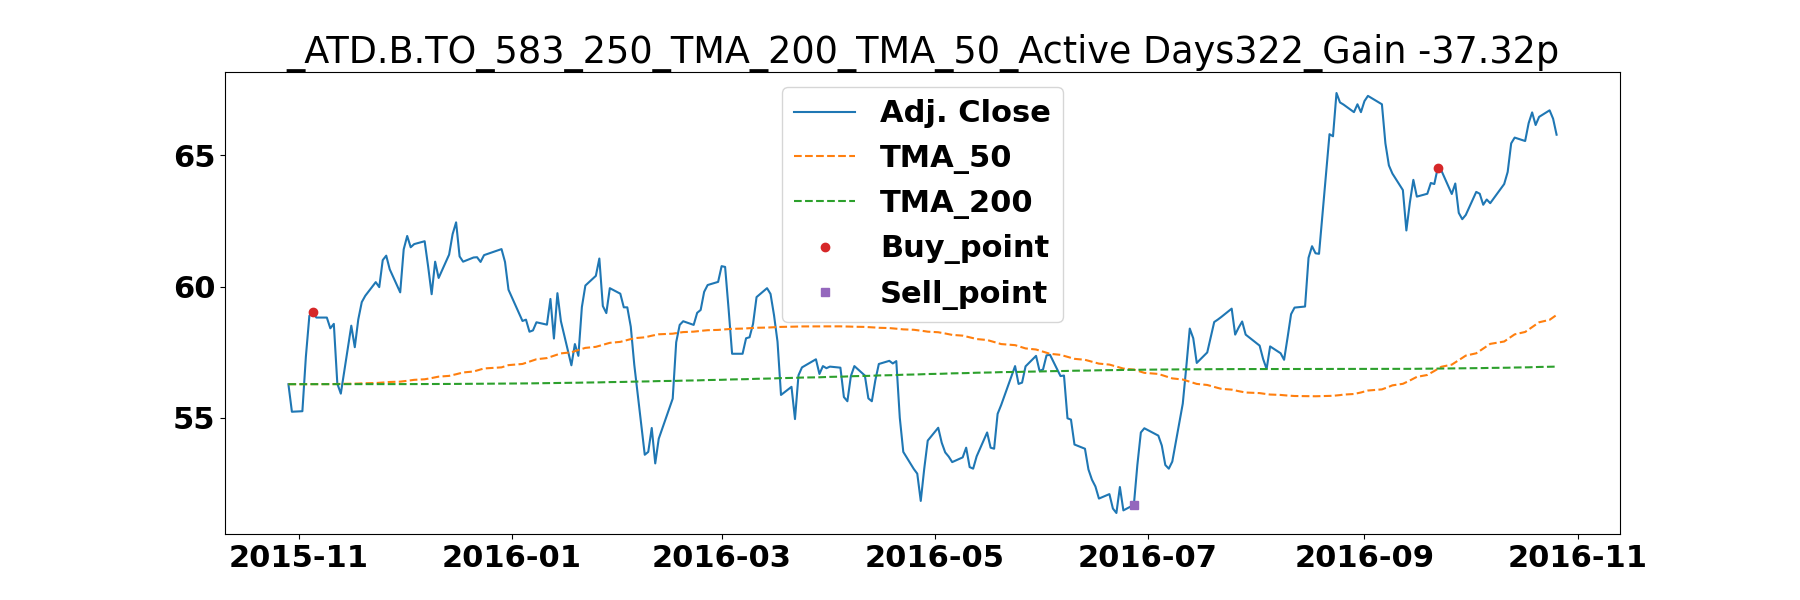 _ATD.B.TO_583_250_TMA_200_TMA_50_Active Days322_Gain -37.32p
Adj. Close
TMA_50
TMA_200
Buy_point
Sell_point
65
60
55
2015-11 2016-01 2016-03 2016-05 2016-07 2016-09 2016-11